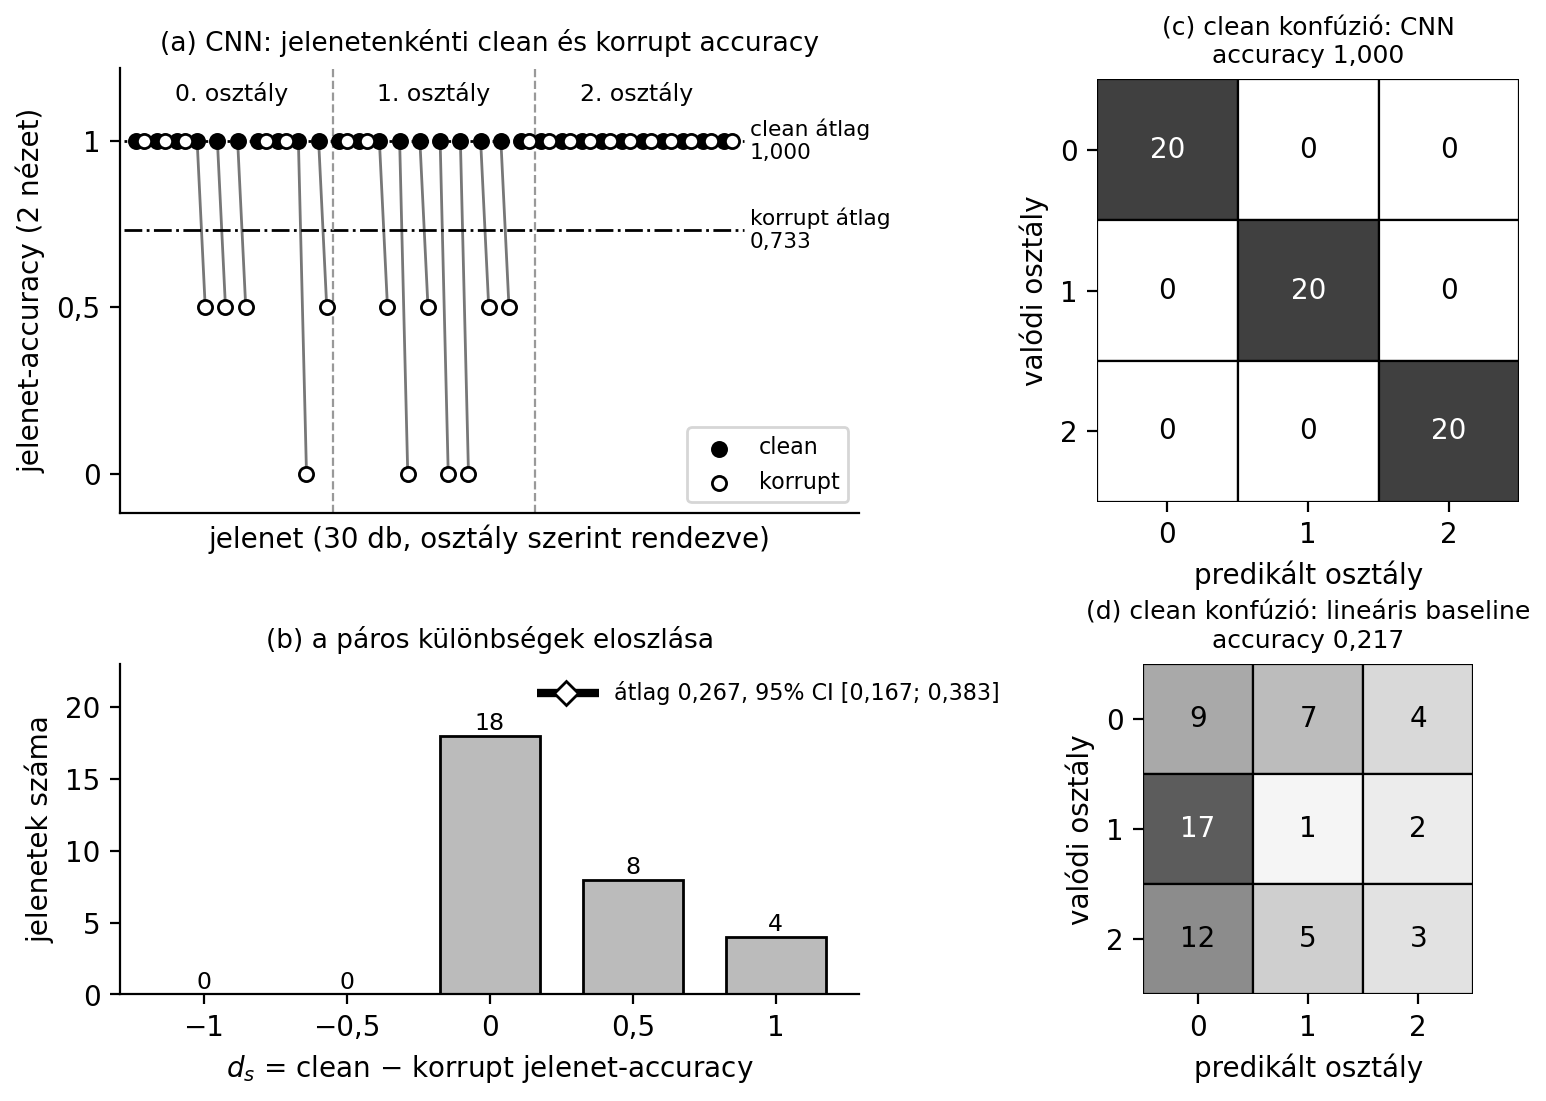 (a) CNN: jelenetenkénti clean és korrupt accuracy
0. osztály
1. osztály
2. osztály
jelenet-accuracy (2 nézet)
1
0,5
0
clean átlag
1,000
korrupt átlag
0,733
clean
korrupt
jelenet (30 db, osztály szerint rendezve)
(c) clean konfúzió: CNN
accuracy 1,000
valódi osztály
0
20
0
0
1
0
20
0
2
0
0
20
0
1
2
predikált osztály
(b) a páros különbségek eloszlása
jelenetek száma
20
15
10
5
0
átlag 0,267, 95% CI [0,167; 0,383]
0
0
18
8
4
−1
−0,5
0
0,5
1
dₛ = clean − korrupt jelenet-accuracy
(d) clean konfúzió: lineáris baseline
accuracy 0,217
valódi osztály
0
9
7
4
1
17
1
2
2
12
5
3
0
1
2
predikált osztály